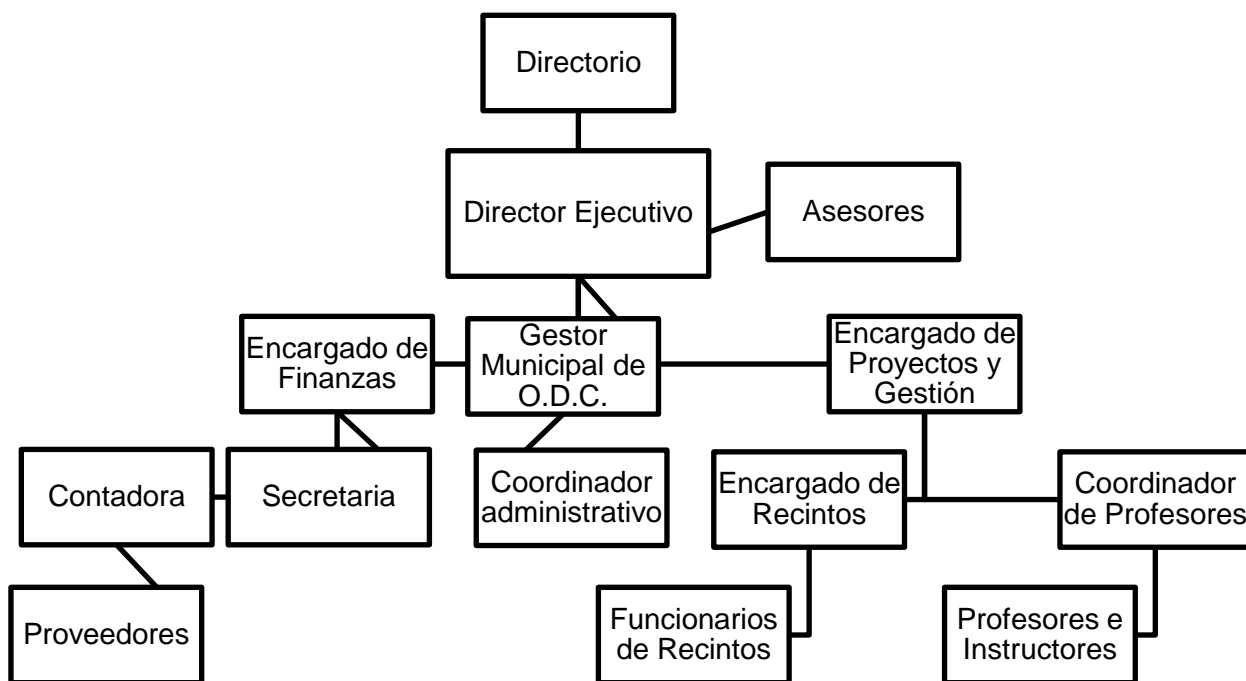 Directorio
Director Ejecutivo
Asesores
Encargado de
Finanzas
Gestor
Municipal de
O.D.C.
Encargado de
Proyectos y
Gestión
Contadora
Secretaria
Coordinador
administrativo
Encargado de
Recintos
Coordinador
de Profesores
Proveedores
Funcionarios
de Recintos
Profesores e
Instructores